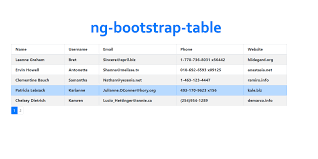 ng-bootstrap-table
Name Username Email Phone Website
Leanne Graham Bret Sincere@april.biz 1-770-736-8031 x56442 hildegard.org
Ervin Howell Antonette Shanna@melissa.tv 010-692-6593 x09125 anastasia.net
Clementine Bauch Samantha Nathan@yesenia.net 1-463-123-4447 ramiro.info
Patricia Lebsack Karianne Julianne.OConner@kory.org 493-170-9623 x156 kale.biz
Chelsey Dietrich Kamren Lucio_Hettinger@annie.ca (254)954-1289 demarco.info
1 2